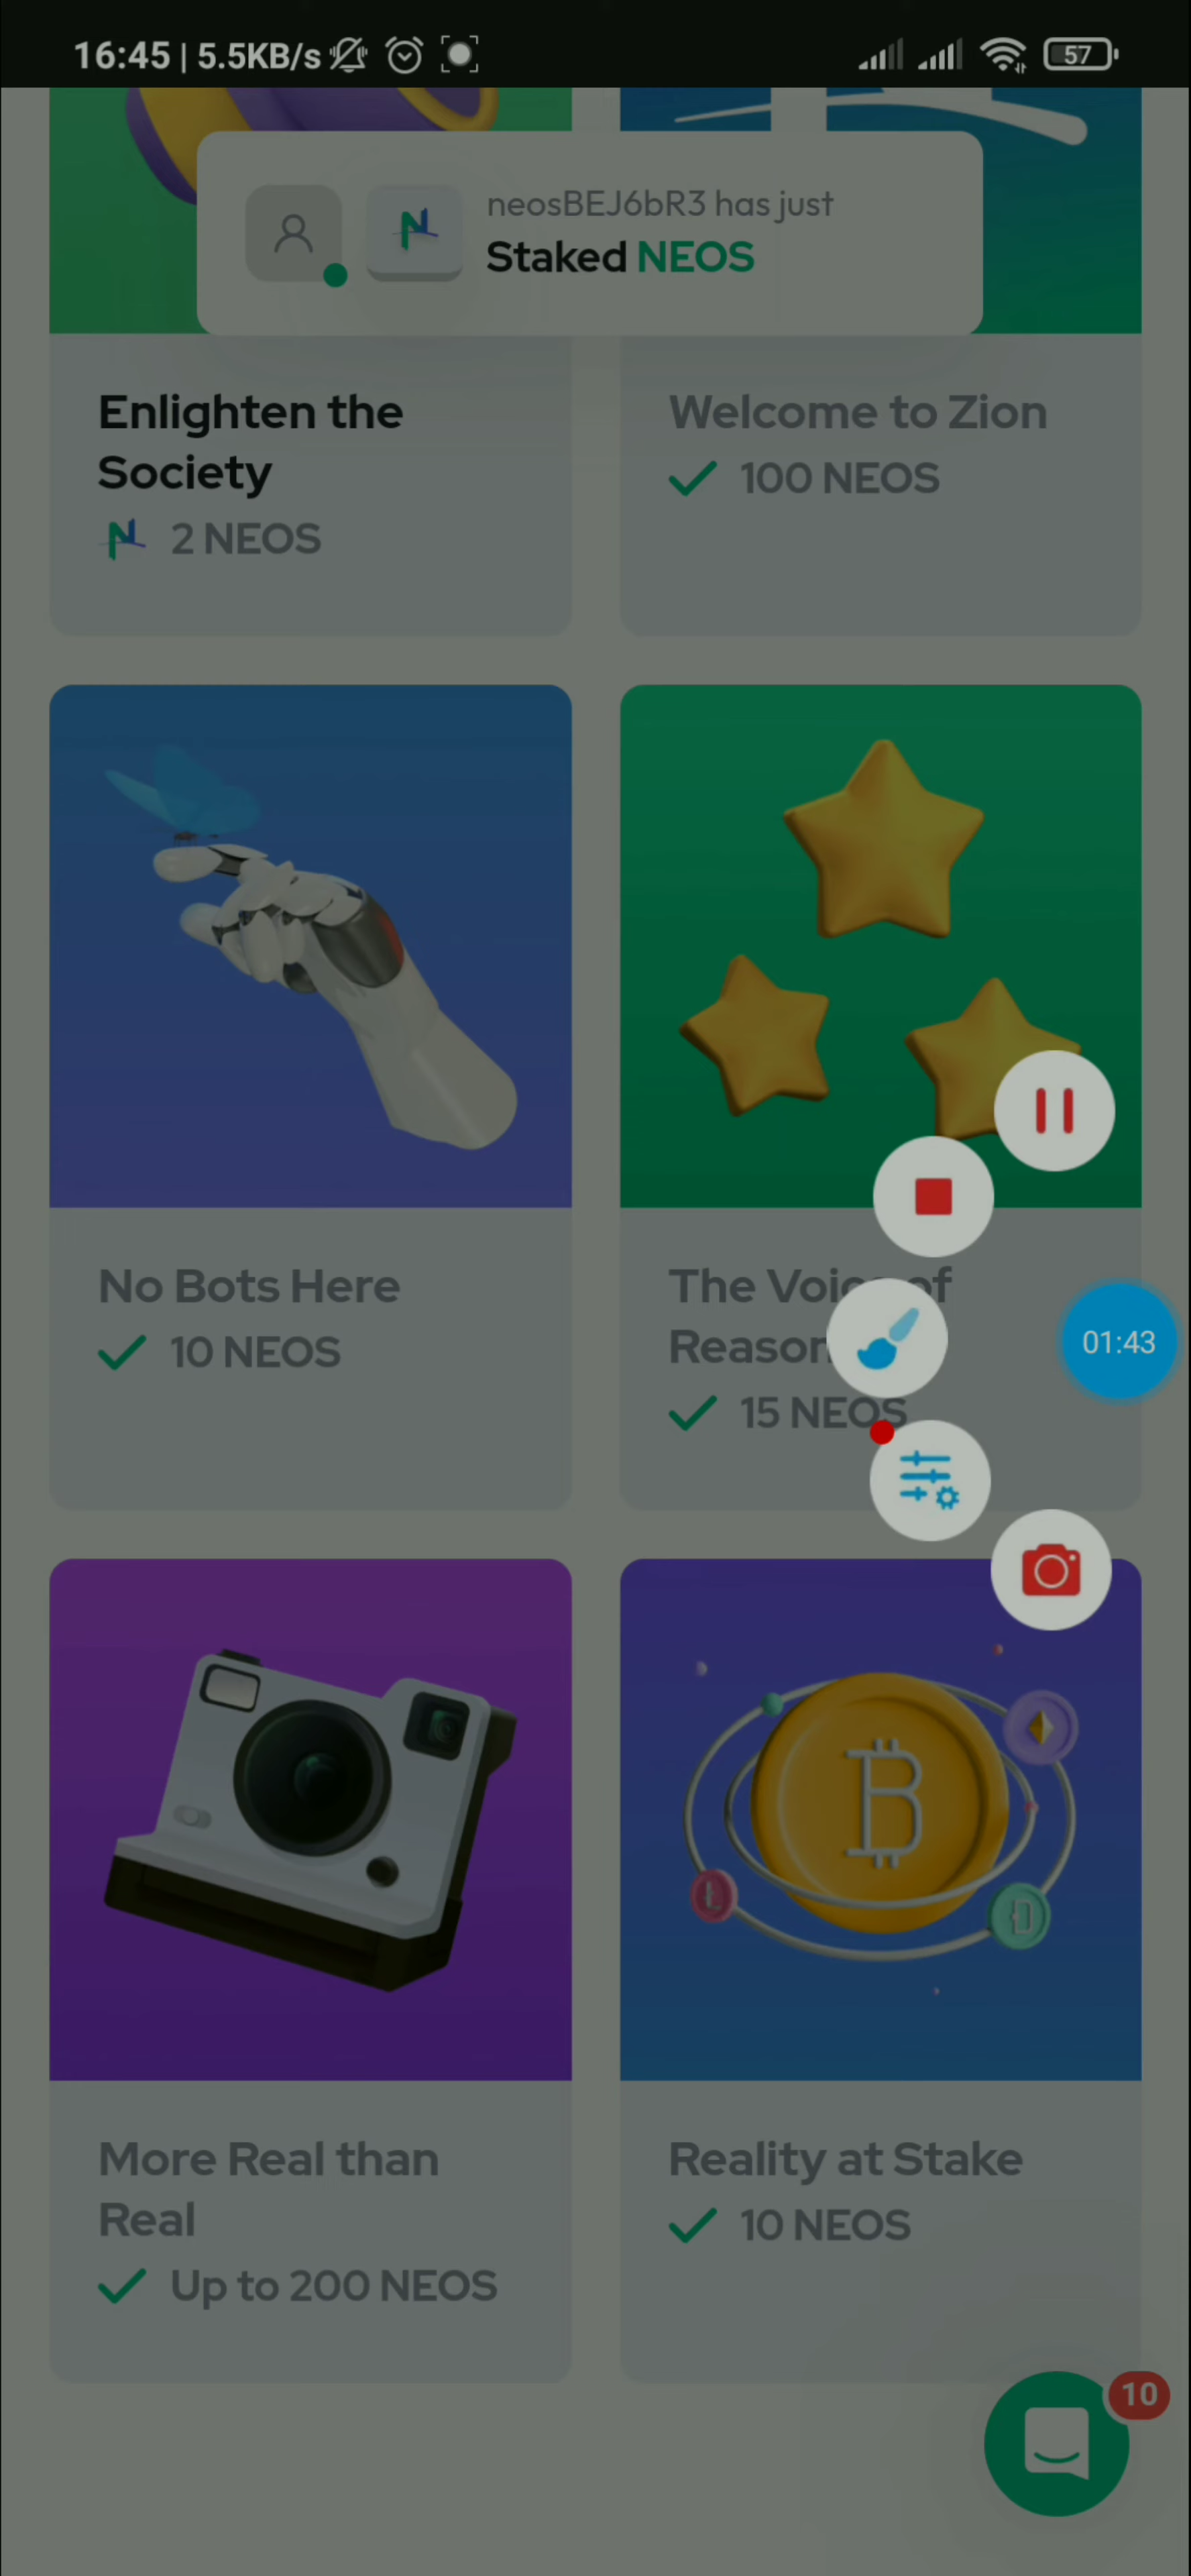 16:45 | 5.5KB/s
57
neosBEJ6bR3 has just
Staked NEOS
Enlighten the
Society
2 NEOS
Welcome to Zion
100 NEOS
No Bots Here
10 NEOS
The Voice of
Reason
15 NEOS
01:43
More Real than
Real
Up to 200 NEOS
Reality at Stake
10 NEOS
10